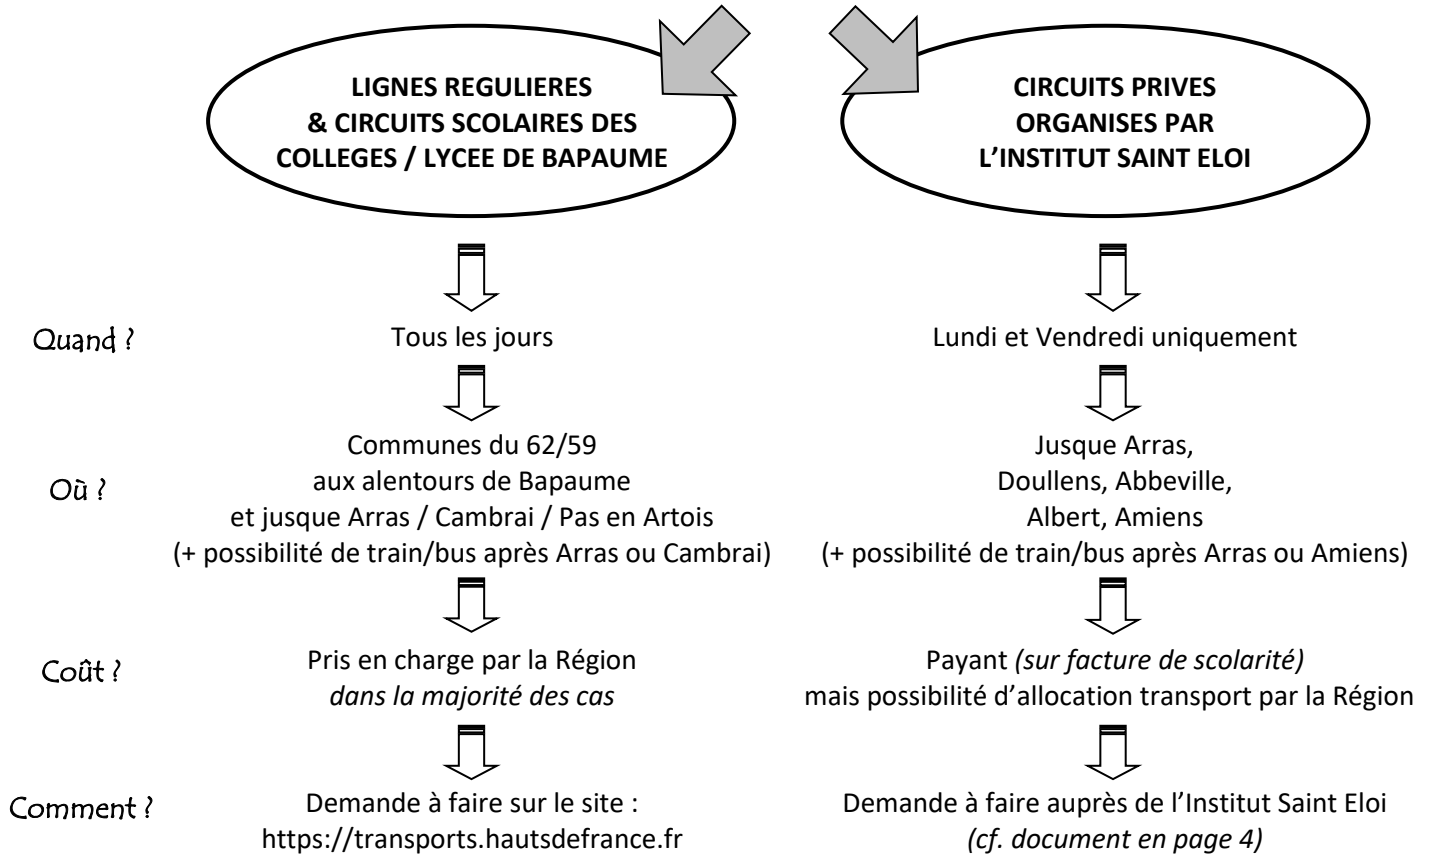 LIGNES REGULIERES
& CIRCUITS SCOLAIRES DES
COLLEGES / LYCEE DE BAPAUME
CIRCUITS PRIVES
ORGANISES PAR
L’INSTITUT SAINT ELOI
Quand ?
Tous les jours
Lundi et Vendredi uniquement
Où ?
Communes du 62/59
aux alentours de Bapaume
et jusque Arras / Cambrai / Pas en Artois
(+ possibilité de train/bus après Arras ou Cambrai)
Jusque Arras,
Doullens, Abbeville,
Albert, Amiens
(+ possibilité de train/bus après Arras ou Amiens)
Coût ?
Pris en charge par la Région
dans la majorité des cas
Payant (sur facture de scolarité)
mais possibilité d’allocation transport par la Région
Comment ?
Demande à faire sur le site :
https://transports.hautsdefrance.fr
Demande à faire auprès de l’Institut Saint Eloi
(cf. document en page 4)